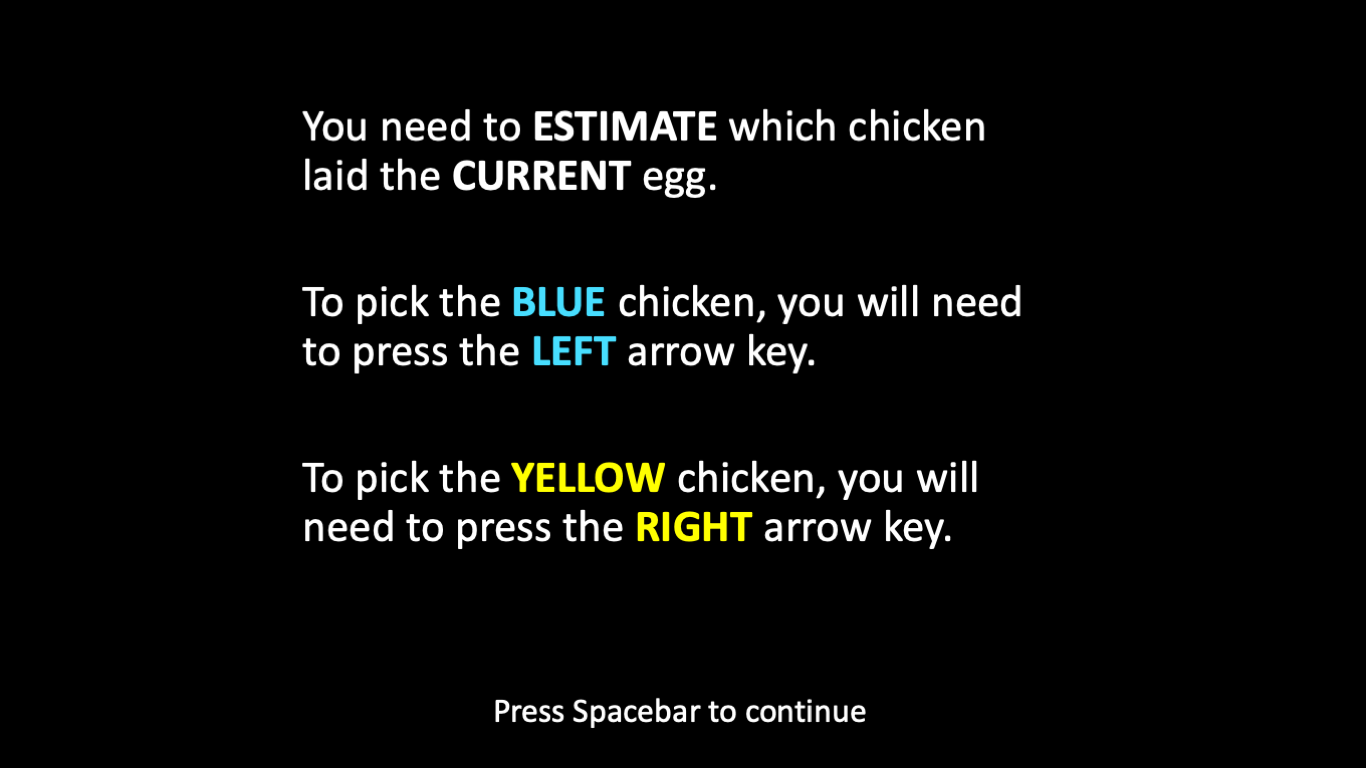 You need to ESTIMATE which chicken
laid the CURRENT egg.
To pick the BLUE chicken, you will need
to press the LEFT arrow key.
To pick the YELLOW chicken, you will
need to press the RIGHT arrow key.
Press Spacebar to continue